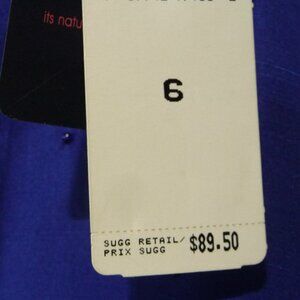 its natu
6
SUGG RETAIL/
PRIX SUGG $89.50